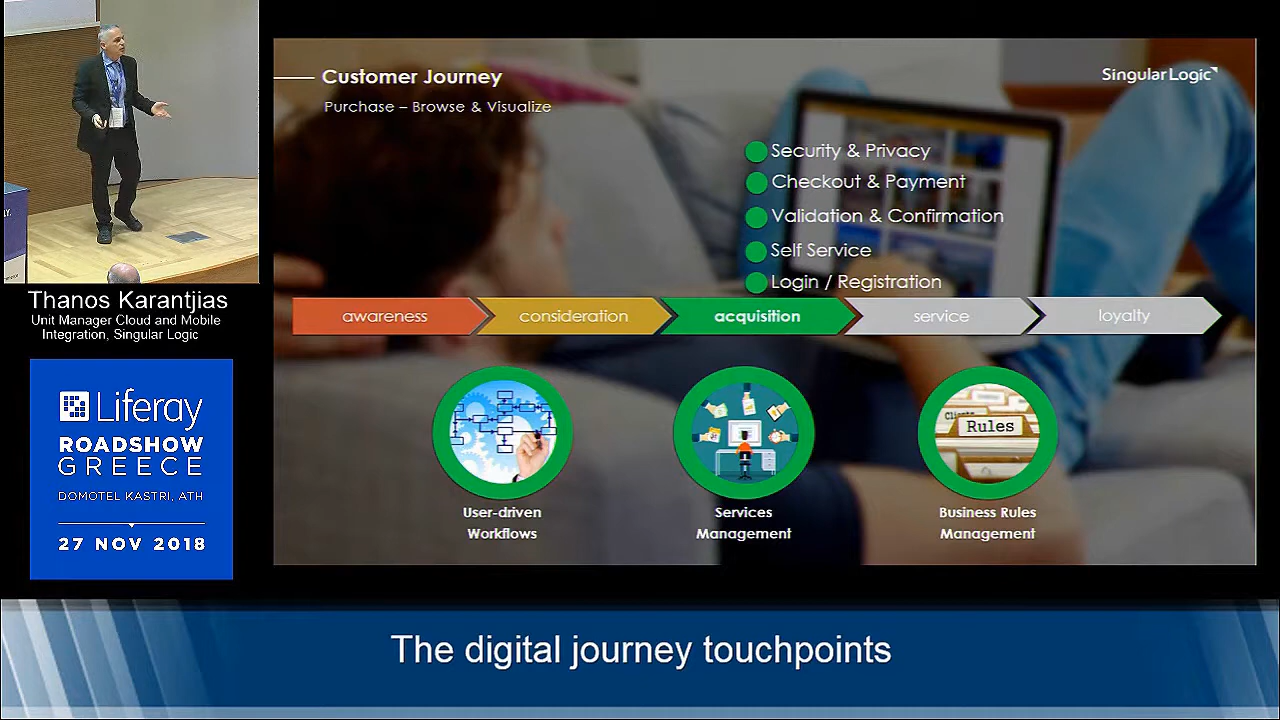 Customer Journey
Purchase – Browse & Visualize
SingularLogic
Security & Privacy
Checkout & Payment
Validation & Confirmation
Self Service
Login / Registration
awareness
consideration
acquisition
service
loyalty
Rules
User-driven
Workflows
Services
Management
Business Rules
Management
Thanos Karantjias
Unit Manager Cloud and Mobile
Integration, Singular Logic
Liferay
ROADSHOW
GREECE
DOMOTEL KASTRI, ATH
27 NOV 2018
The digital journey touchpoints